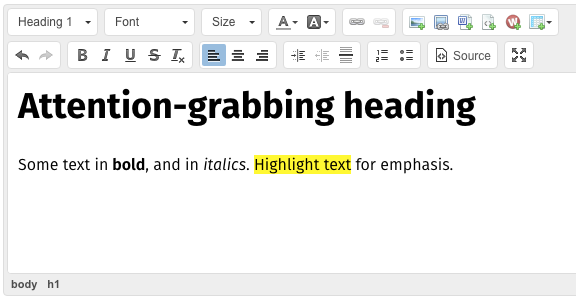 Heading 1 Font Size A A
B I U S Tx Source
Attention-grabbing heading
Some text in bold, and in italics. Highlight text for emphasis.
body h1